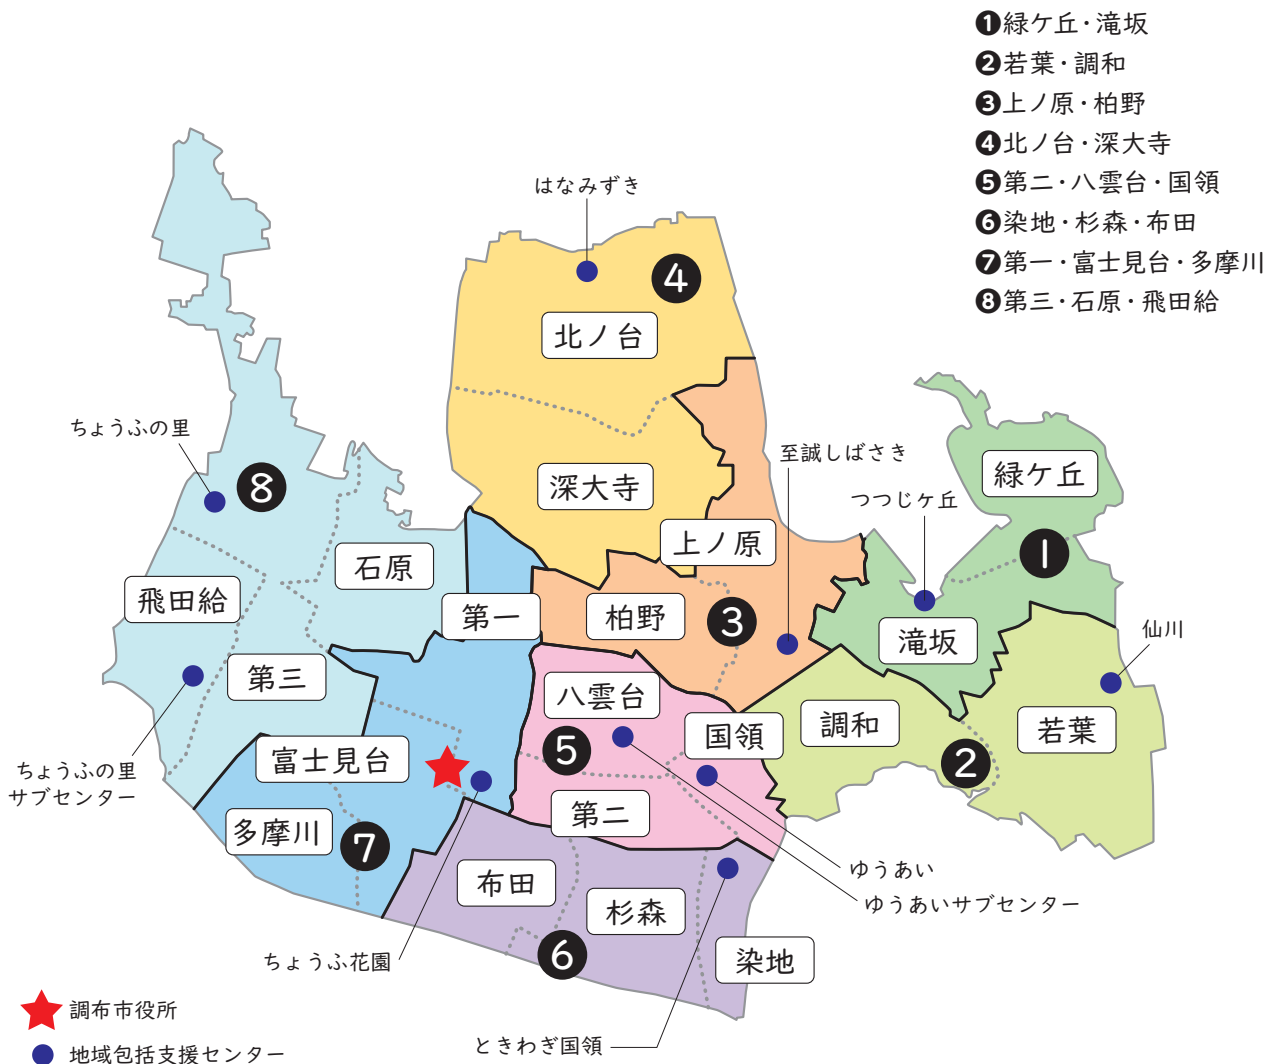 ❶緑ケ丘・滝坂
❷若葉・調和
❸上ノ原・柏野
❹北ノ台・深大寺
❺第二・八雲台・国領
❻染地・杉森・布田
❼第一・富士見台・多摩川
❽第三・石原・飛田給
はなみずき
4
北ノ台
ちょうふの里
8
深大寺
至誠しばさき
つつじケ丘
緑ケ丘
1
上ノ原
石原
飛田給
第一
柏野
3
滝坂
仙川
第三
八雲台
国領
調和
若葉
富士見台
5
2
ちょうふの里
サブセンター
第二
多摩川
7
ゆうあい
布田
ゆうあいサブセンター
杉森
6
染地
ちょうふ花園
調布市役所
ときわぎ国領
地域包括支援センター